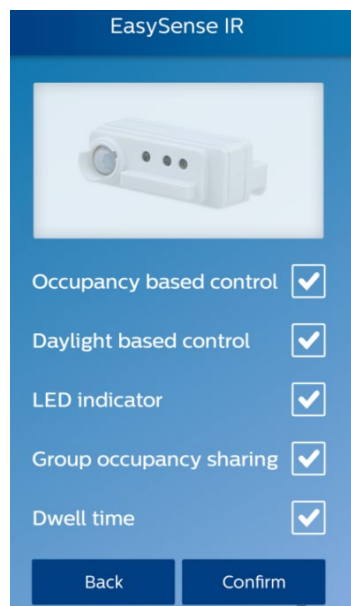 EasySense IR
Occupancy based control
Daylight based control
LED indicator
Group occupancy sharing
Dwell time
Back
Confirm